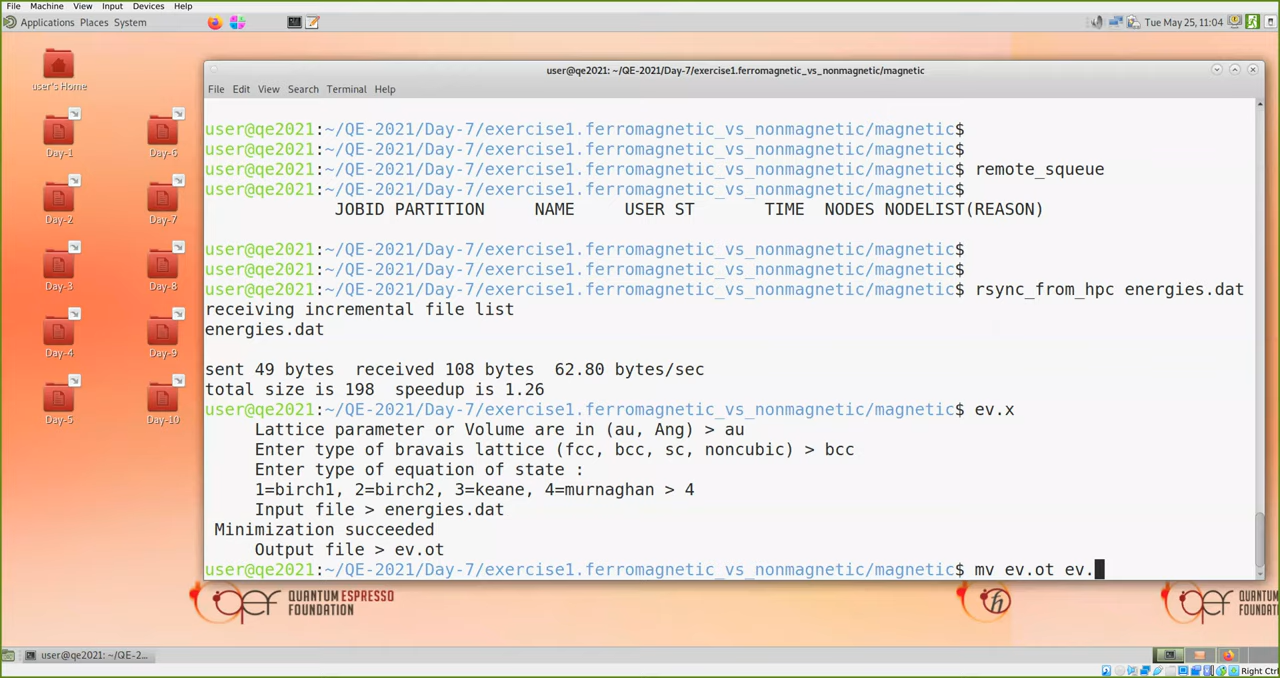 File Machine View Input Devices Help
Applications Places System
Tue May 25, 11:04
user@qe2021: ~/QE-2021/Day-7/exercise1.ferromagnetic_vs_nonmagnetic/magnetic
File Edit View Search Terminal Help
user's Home
Day-1
Day-6
Day-2
Day-7
Day-3
Day-8
Day-4
Day-9
Day-5
Day-10
user@qe2021:~/QE-2021/Day-7/exercise1.ferromagnetic_vs_nonmagnetic/magnetic$
user@qe2021:~/QE-2021/Day-7/exercise1.ferromagnetic_vs_nonmagnetic/magnetic$
user@qe2021:~/QE-2021/Day-7/exercise1.ferromagnetic_vs_nonmagnetic/magnetic$ remote_squeue
user@qe2021:~/QE-2021/Day-7/exercise1.ferromagnetic_vs_nonmagnetic/magnetic$
JOBID PARTITION NAME USER ST TIME NODES NODELIST(REASON)
user@qe2021:~/QE-2021/Day-7/exercise1.ferromagnetic_vs_nonmagnetic/magnetic$
user@qe2021:~/QE-2021/Day-7/exercise1.ferromagnetic_vs_nonmagnetic/magnetic$
user@qe2021:~/QE-2021/Day-7/exercise1.ferromagnetic_vs_nonmagnetic/magnetic$ rsync_from_hpc energies.dat
receiving incremental file list
energies.dat
sent 49 bytes received 108 bytes 62.80 bytes/sec
total size is 198 speedup is 1.26
user@qe2021:~/QE-2021/Day-7/exercise1.ferromagnetic_vs_nonmagnetic/magnetic$ ev.x
Lattice parameter or Volume are in (au, Ang) > au
Enter type of bravais lattice (fcc, bcc, sc, noncubic) > bcc
Enter type of equation of state :
1=birch1, 2=birch2, 3=keane, 4=murnaghan > 4
Input file > energies.dat
Minimization succeeded
Output file > ev.ot
user@qe2021:~/QE-2021/Day-7/exercise1.ferromagnetic_vs_nonmagnetic/magnetic$ mv ev.ot ev.
QUANTUM ESPRESSO
FOUNDATION
QUANTUM
FOUND
user@qe2021: ~/QE-2...
Right Ctrl